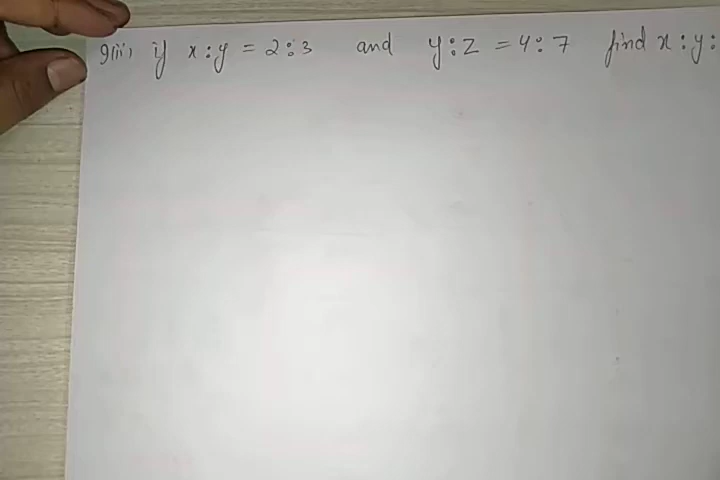 9(ii) if x:y = 2:3 and y:z = 4:7 find x:y: